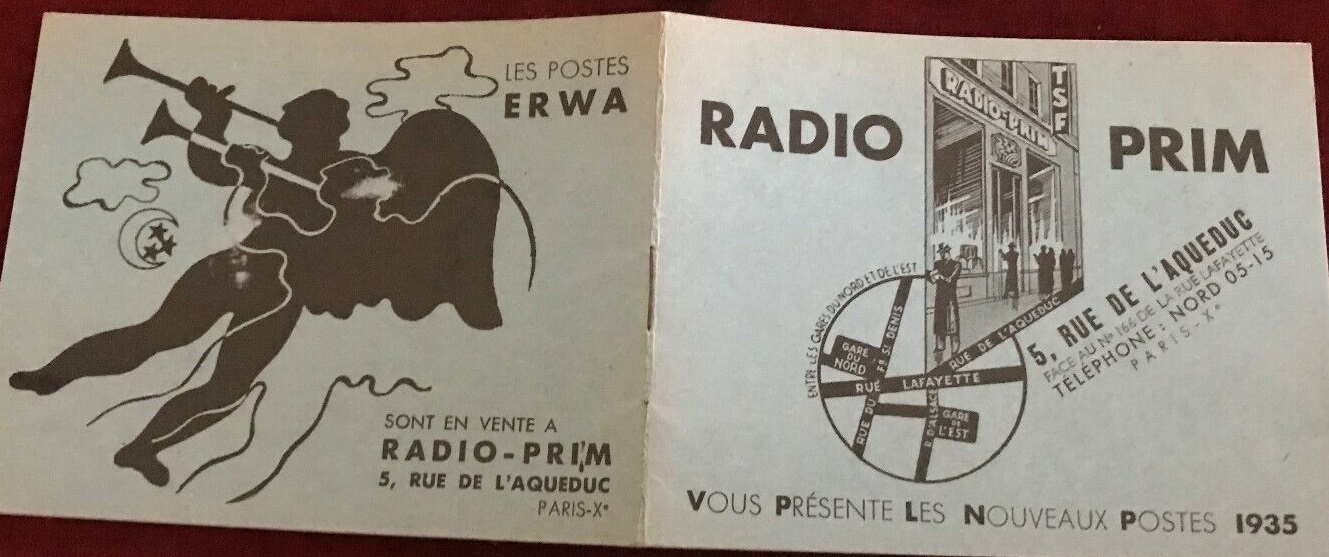 LES POSTES
ERWA
SONT EN VENTE A
RADIO-PRIM
5, RUE DE L'AQUEDUC
PARIS-Xe
RADIO PRIM
RADIO-PRIM
TSF
5, RUE DE L'AQUEDUC
FACE AU No 166 DE LA RUE LAFAYETTE
TÉLÉPHONE : NORD 05-15
PARIS-Xe
ENTRE LES GARES DU NORD ET DE L'EST
GARE
DU
NORD
FG ST DENIS
RUE DE L'AQUEDUC
RUE LAFAYETTE
RUE DU
R. D'ALSACE
GARE
DE
L'EST
VOUS PRÉSENTE LES NOUVEAUX POSTES 1935